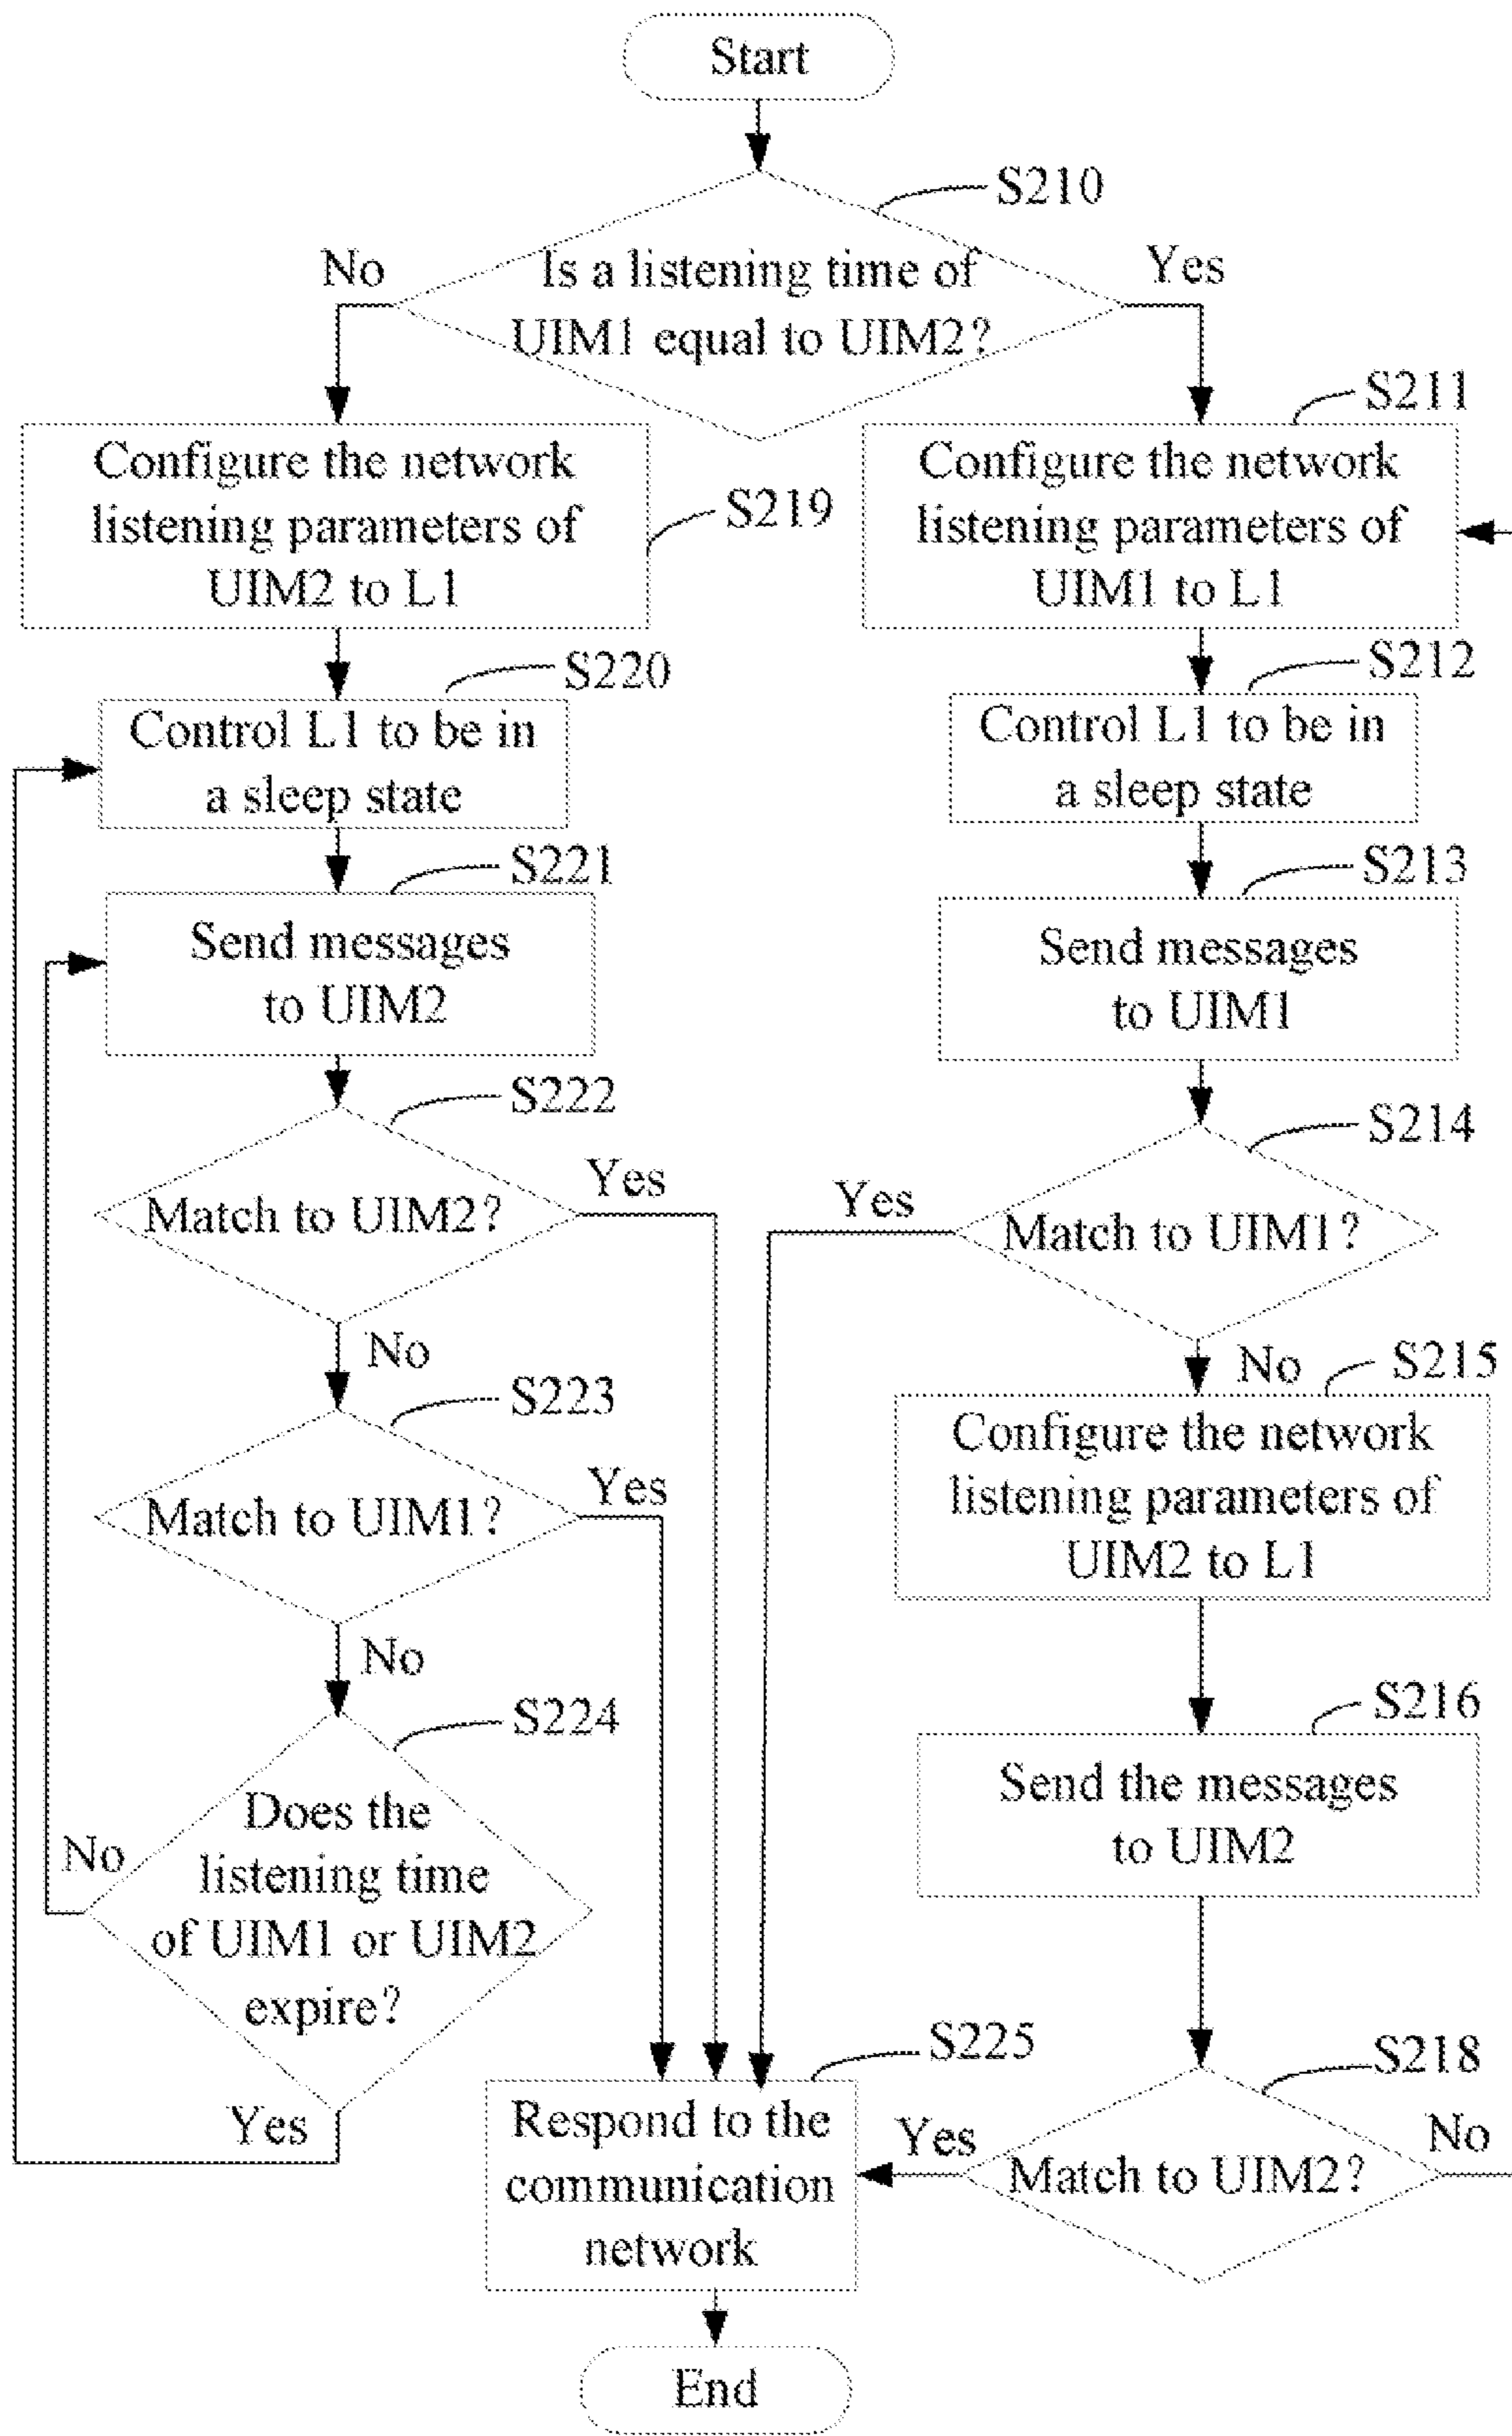 Start
S210
No
Is a listening time of
UIM1 equal to UIM2?
Yes
S211
Configure the network
listening parameters of
UIM2 to L1
S219
Configure the network
listening parameters of
UIM1 to L1
S220
Control L1 to be in
a sleep state
S212
Control L1 to be in
a sleep state
S221
Send messages
to UIM2
S213
Send messages
to UIM1
S222
Match to UIM2?
Yes
No
S214
Yes
Match to UIM1?
No
S223
Match to UIM1?
Yes
No
S215
Configure the network
listening parameters of
UIM2 to L1
S224
Does the
listening time
of UIM1 or UIM2
expire?
No
Yes
S216
Send the messages
to UIM2
S225
Respond to the
communication
network
S218
Yes
Match to UIM2?
No
End